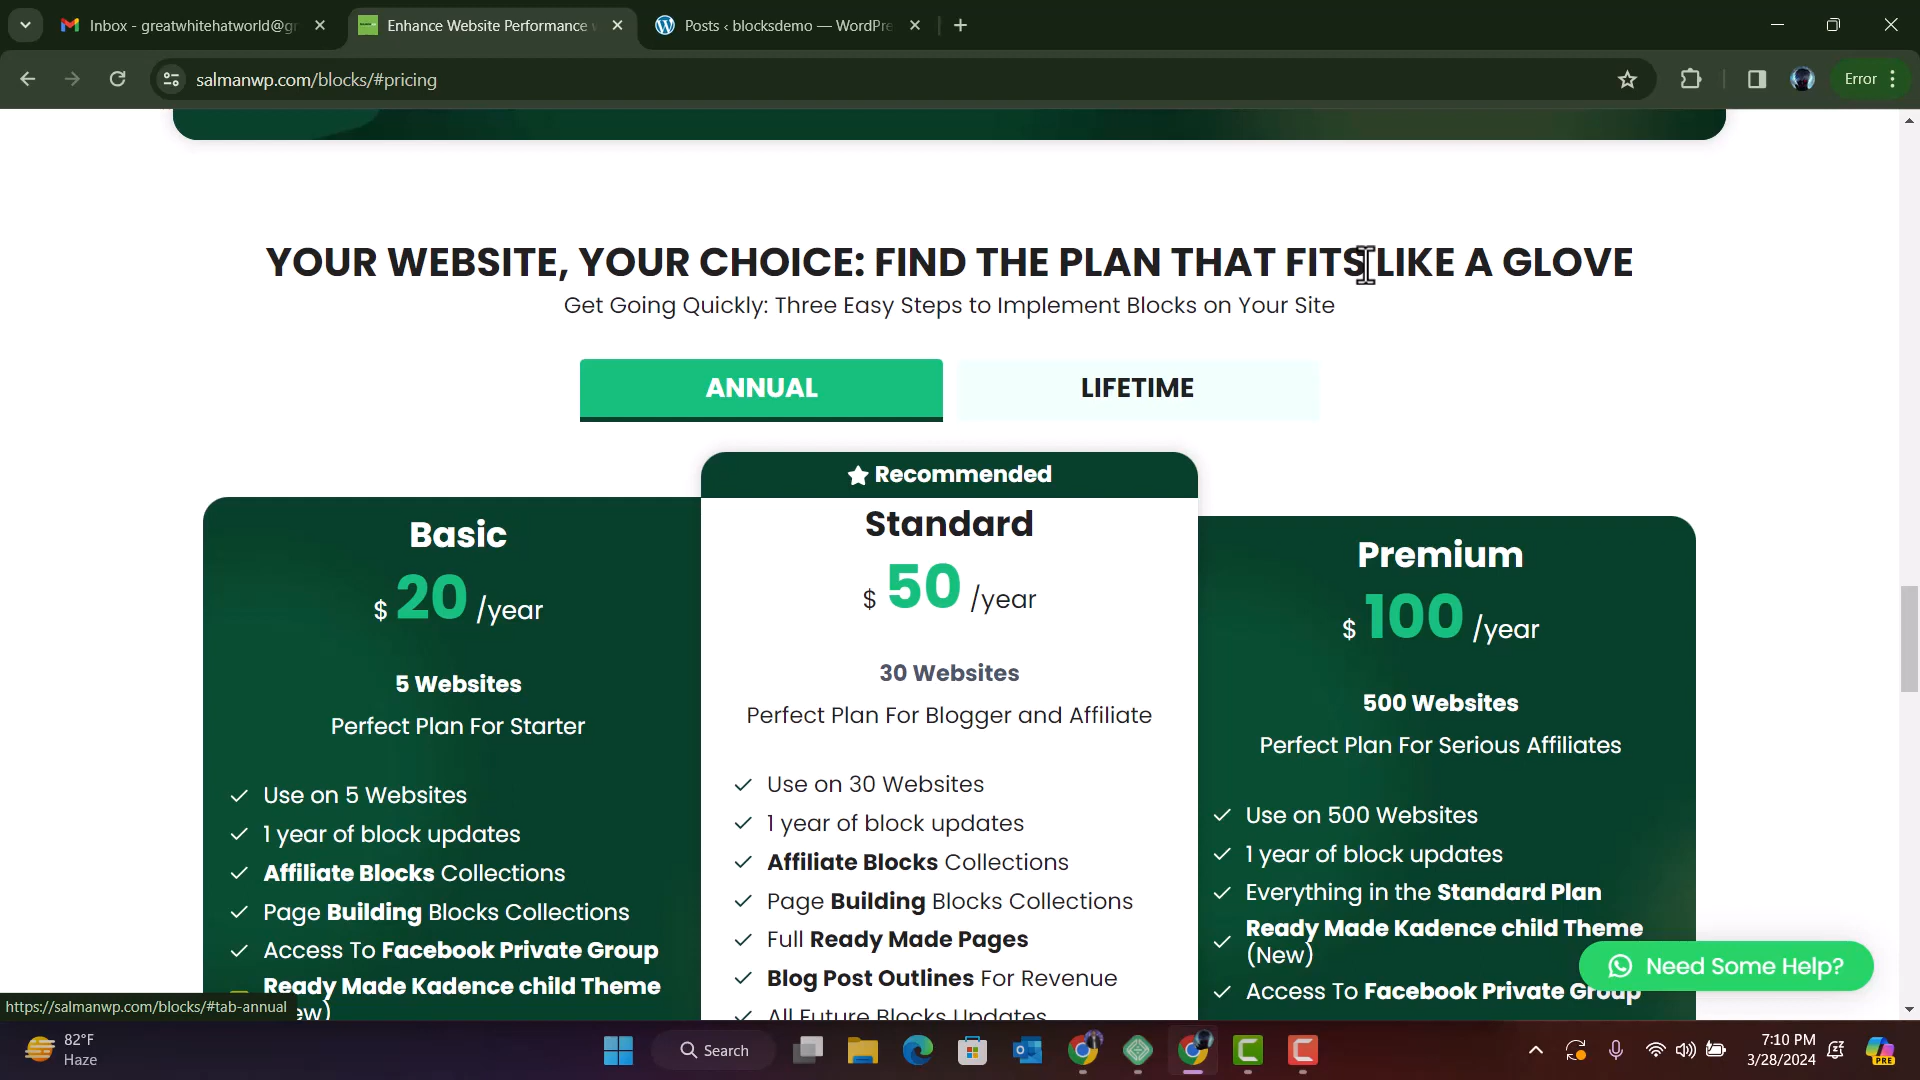 Inbox - greatwhitehatworld@g
Enhance Website Performance
Posts ‹ blocksdemo — WordPre
salmanwp.com/blocks/#pricing
Error
YOUR WEBSITE, YOUR CHOICE: FIND THE PLAN THAT FITS LIKE A GLOVE
Get Going Quickly: Three Easy Steps to Implement Blocks on Your Site
ANNUAL
LIFETIME
Basic
$ 20 /year
5 Websites
Perfect Plan For Starter
Use on 5 Websites
1 year of block updates
Affiliate Blocks Collections
Page Building Blocks Collections
Access To Facebook Private Group
Ready Made Kadence child Theme
ew)
Recommended
Standard
$ 50 /year
30 Websites
Perfect Plan For Blogger and Affiliate
Use on 30 Websites
1 year of block updates
Affiliate Blocks Collections
Page Building Blocks Collections
Full Ready Made Pages
Blog Post Outlines For Revenue
All Future Blocks Updates
Premium
$ 100 /year
500 Websites
Perfect Plan For Serious Affiliates
Use on 500 Websites
1 year of block updates
Everything in the Standard Plan
Ready Made Kadence child Theme
(New)
Access To Facebook Private Group
Need Some Help?
https://salmanwp.com/blocks/#tab-annual
82°F
Haze
Search
7:10 PM
3/28/2024
PRE